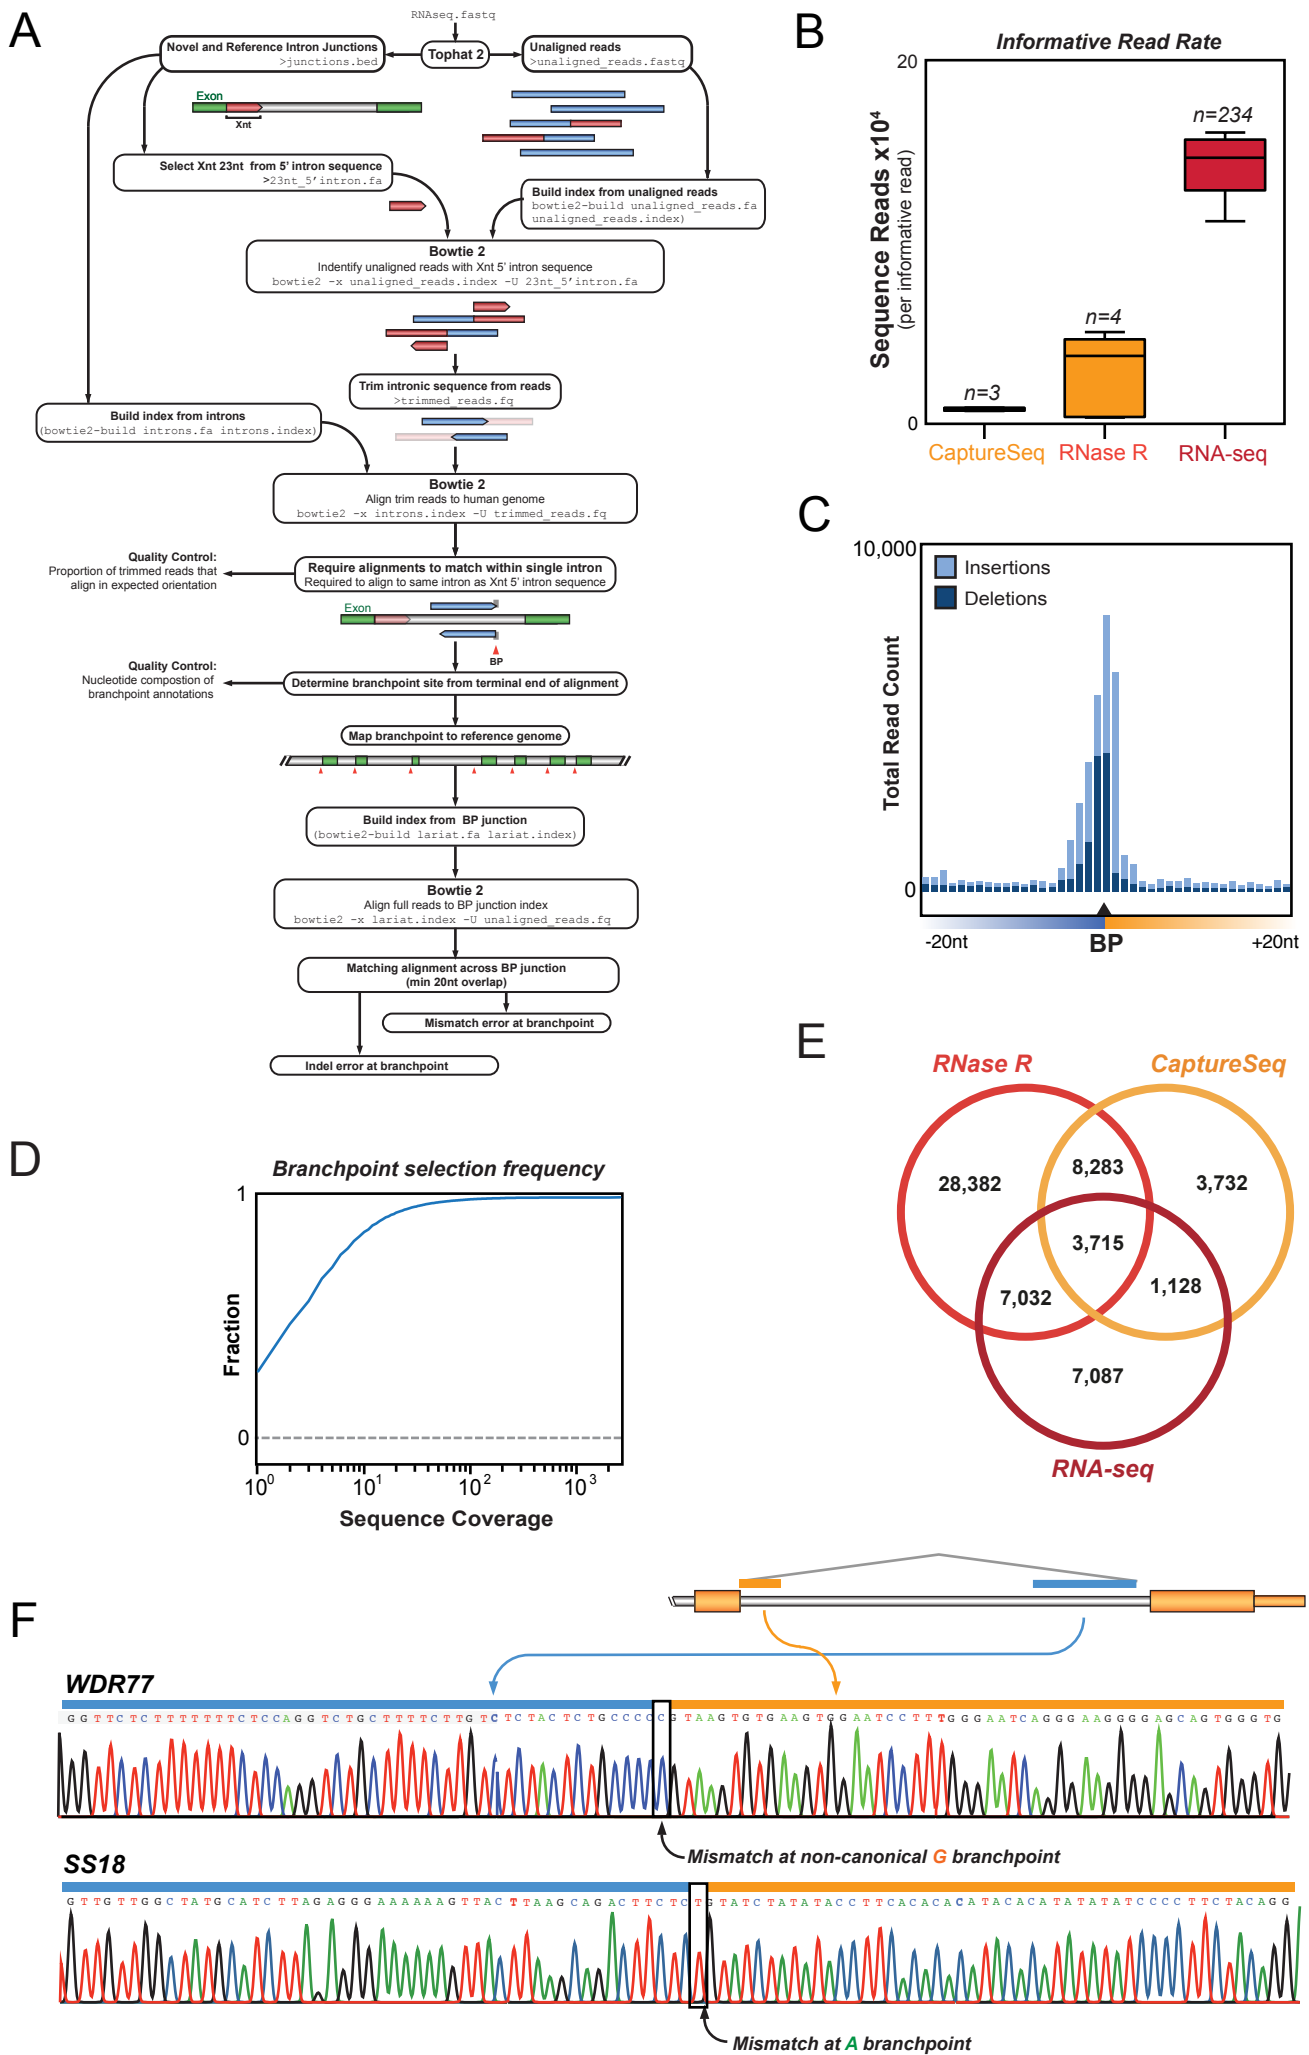 A
RNAseq.fastq
Novel and Reference Intron Junctions
>junctions.bed
Tophat 2
Unaligned reads
>unaligned_reads.fastq
Exon
Xnt
Select Xnt 23nt from 5' intron sequence
>23nt_5'intron.fa
Build index from unaligned reads
bowtie2-build unaligned_reads.fa
unaligned_reads.index)
Bowtie 2
Indentify unaligned reads with Xnt 5' intron sequence
bowtie2 -x unaligned_reads.index -U 23nt_5'intron.fa
Trim intronic sequence from reads
>trimmed_reads.fq
Build index from introns
(bowtie2-build introns.fa introns.index)
Bowtie 2
Align trim reads to human genome
bowtie2 -x introns.index -U trimmed_reads.fq
Quality Control:
Proportion of trimmed reads that
align in expected orientation
Require alignments to match within single intron
Required to align to same intron as Xnt 5' intron sequence
Exon
BP
Quality Control:
Nucleotide compostion of
branchpoint annotations
Determine branchpoint site from terminal end of alignment
Map branchpoint to reference genome
Build index from BP junction
(bowtie2-build lariat.fa lariat.index)
Bowtie 2
Align full reads to BP junction index
bowtie2 -x lariat.index -U unaligned_reads.fq
Matching alignment across BP junction
(min 20nt overlap)
Mismatch error at branchpoint
Indel error at branchpoint
B
Informative Read Rate
20
Sequence Reads x10⁴
(per informative read)
n=234
n=4
n=3
0
CaptureSeq RNase R RNA-seq
C
10,000
Insertions
Deletions
Total Read Count
0
-20nt BP +20nt
D
Branchpoint selection frequency
1
Fraction
0
10⁰ 10¹ 10² 10³
Sequence Coverage
E
RNase R CaptureSeq
28,382 8,283 3,732
3,715
7,032 1,128
7,087
RNA-seq
F
WDR77
GGTTCTCTTTTTTTCTCCAGGTCTGCTTTTCTTGTCTCTACTCTGCCCCCGTAAGTGTGAAGTGGAATCCTTTGGGAATCAGGGAAGGGGAGCAGTGGGTG
Mismatch at non-canonical G branchpoint
SS18
GTTGTTGGCTATGCATCTTAGAGGGAAAAAAGTTACTTAAGCAGACTTCTCTGTATCTATATACCTTCACACACATACACATATATATCCCCTTCTACAGG
Mismatch at A branchpoint